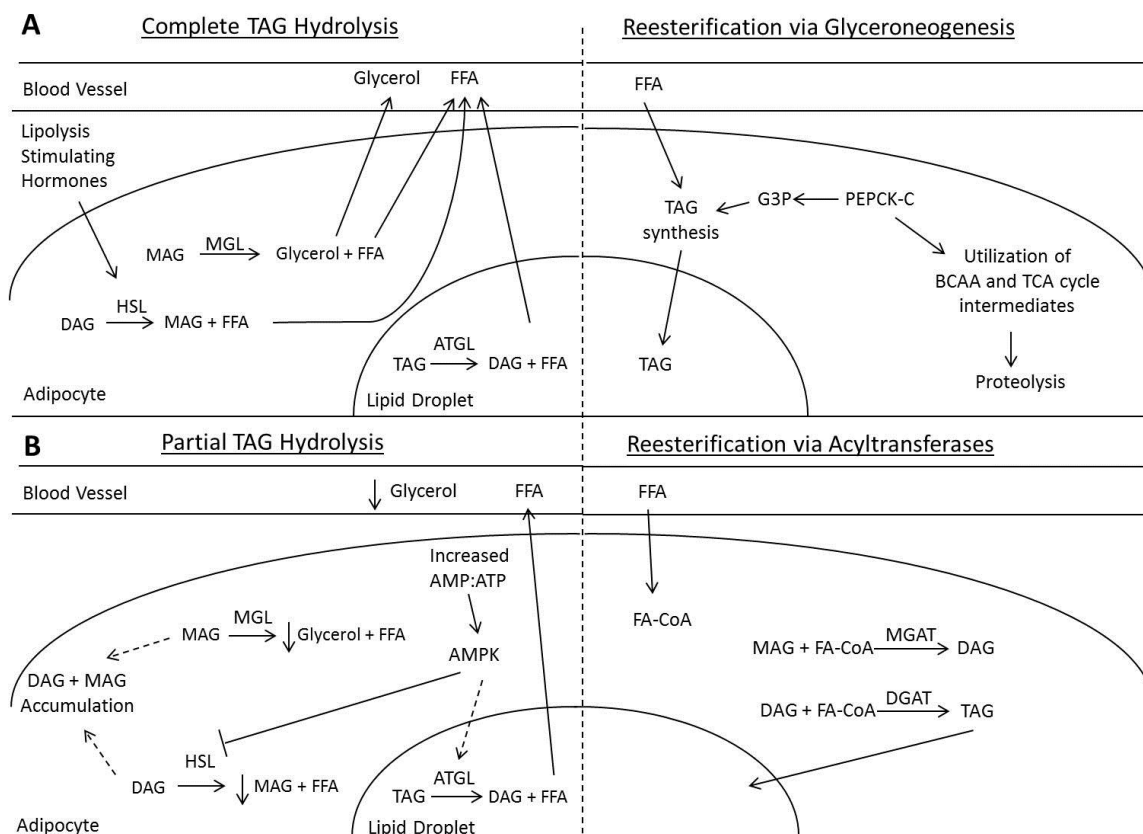 A
Complete TAG Hydrolysis
Reesterification via Glyceroneogenesis
Blood Vessel
Glycerol
FFA
FFA
Lipolysis
Stimulating
Hormones
MAG
MGL
Glycerol + FFA
DAG
HSL
MAG + FFA
TAG
ATGL
DAG + FFA
Adipocyte
Lipid Droplet
TAG
synthesis
G3P
PEPCK-C
Utilization of
BCAA and TCA cycle
intermediates
TAG
Proteolysis
B
Partial TAG Hydrolysis
Reesterification via Acyltransferases
Blood Vessel
Glycerol
FFA
FFA
Increased
AMP:ATP
MAG
MGL
Glycerol + FFA
AMPK
DAG + MAG
Accumulation
DAG
HSL
MAG + FFA
TAG
ATGL
DAG + FFA
Adipocyte
Lipid Droplet
FA-CoA
MAG + FA-CoA
MGAT
DAG
DAG + FA-CoA
DGAT
TAG